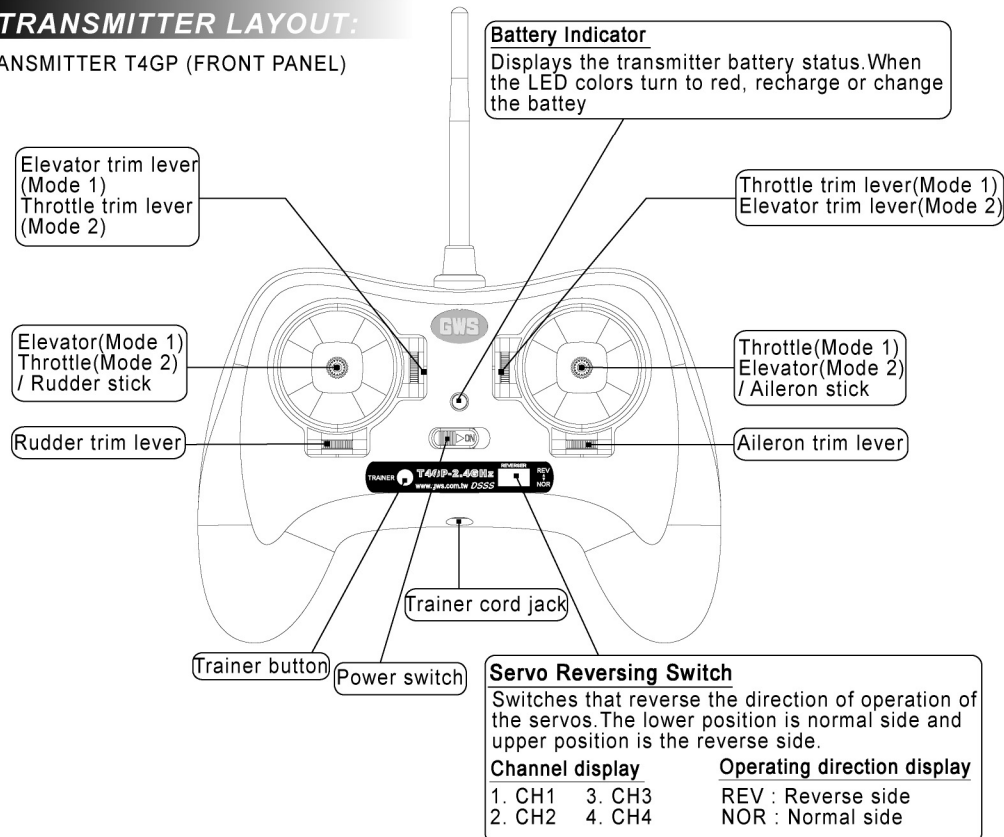 TRANSMITTER LAYOUT:
ANSMITTER T4GP (FRONT PANEL)
Battery Indicator
Displays the transmitter battery status.When
the LED colors turn to red, recharge or change
the battey
Elevator trim lever
(Mode 1)
Throttle trim lever
(Mode 2)
Throttle trim lever(Mode 1)
Elevator trim lever(Mode 2)
GWS
Elevator(Mode 1)
Throttle(Mode 2)
/ Rudder stick
Throttle(Mode 1)
Elevator(Mode 2)
/ Aileron stick
Rudder trim lever
ON
Aileron trim lever
TRAINER
T4GP-2.4GHz
www.gws.com.tw DSSS
REVERSER
REV
NOR
Trainer cord jack
Trainer button
Power switch
Servo Reversing Switch
Switches that reverse the direction of operation of
the servos.The lower position is normal side and
upper position is the reverse side.
Channel display Operating direction display
1. CH1 3. CH3 REV : Reverse side
2. CH2 4. CH4 NOR : Normal side